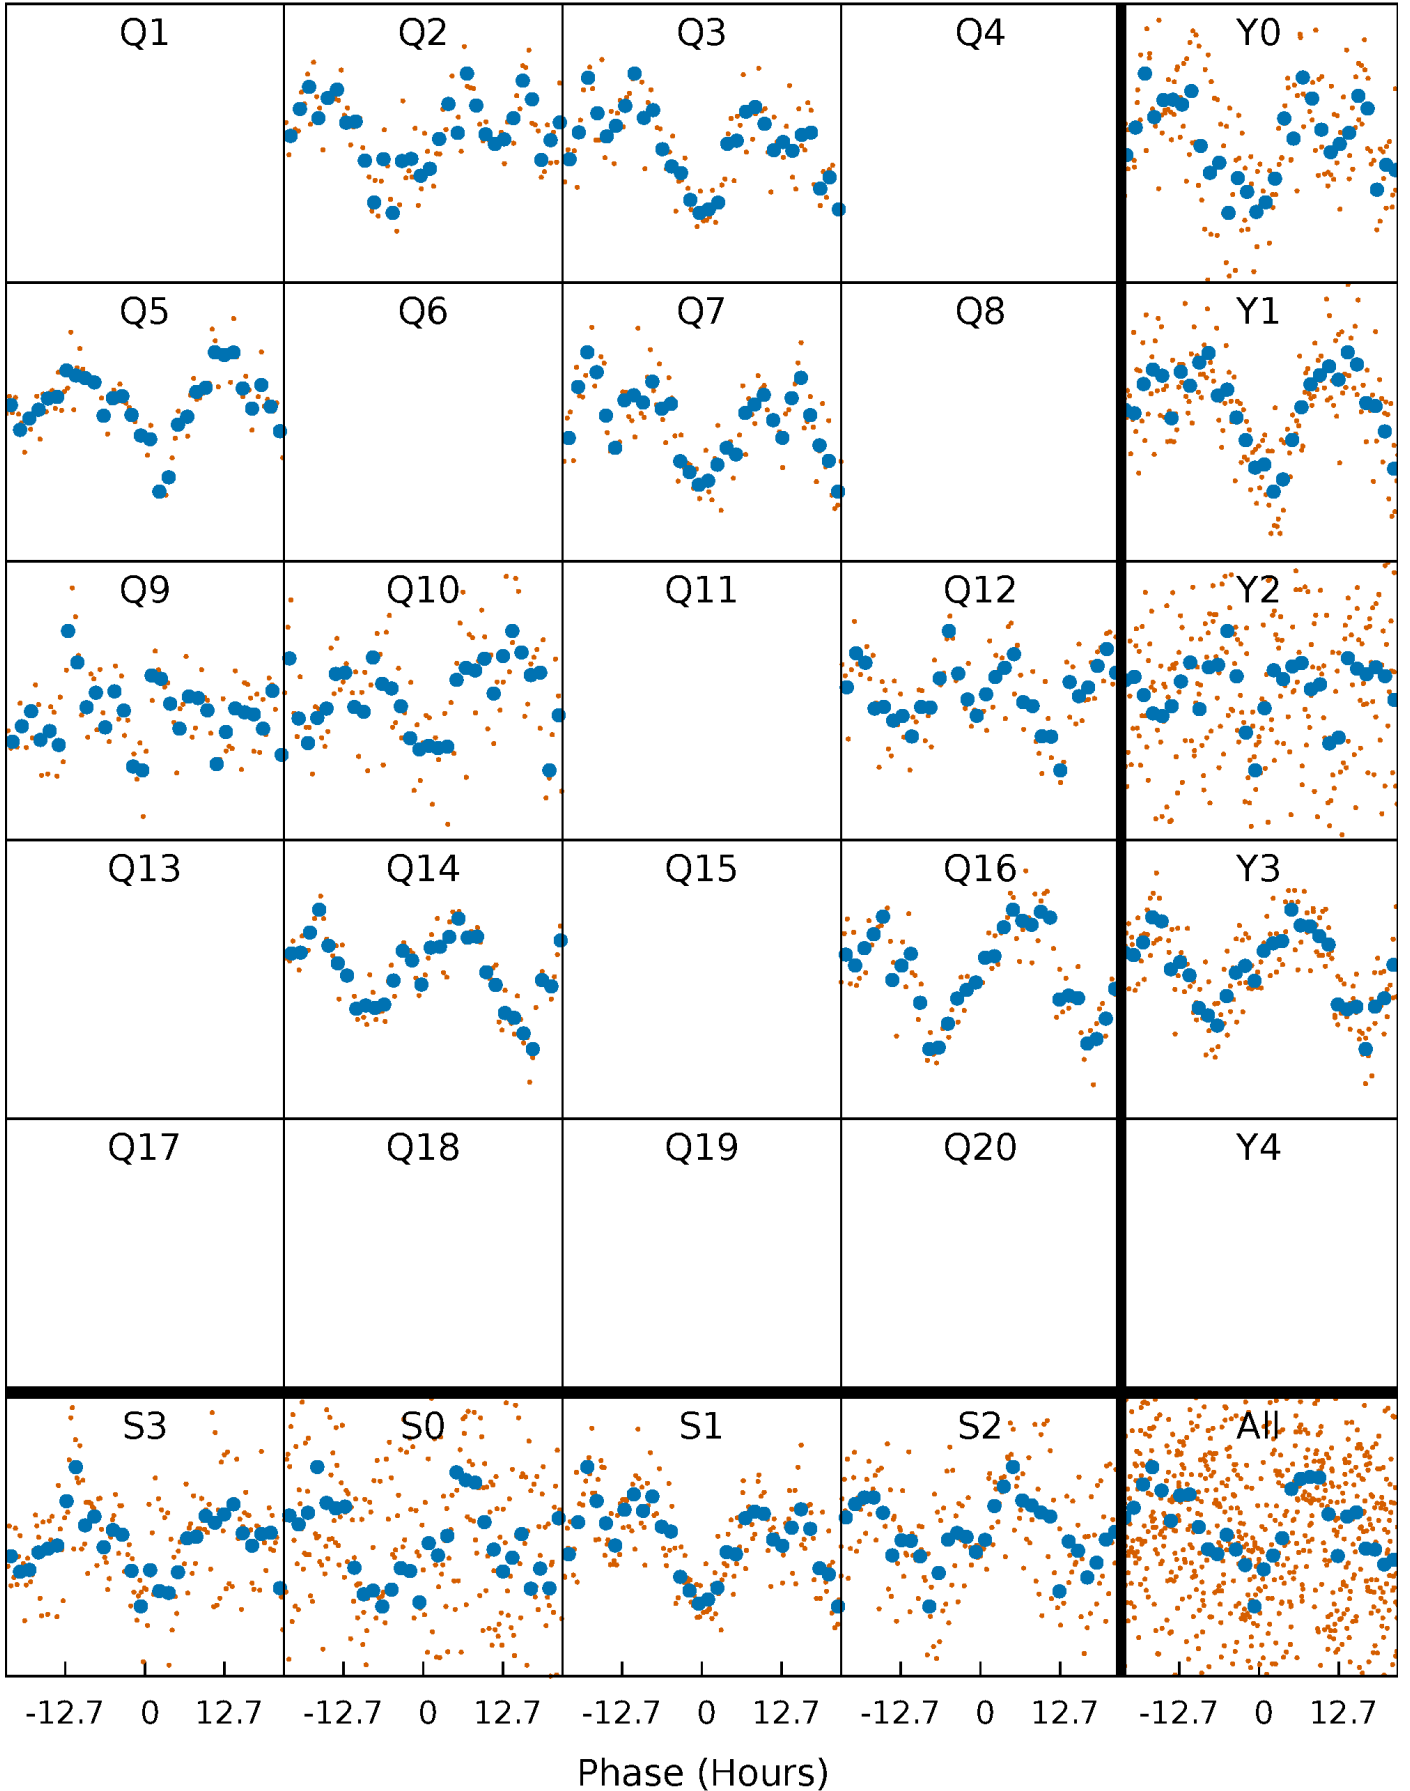 Q1 Q2 Q3 Q4 Y0
Q5 Q6 Q7 Q8 Y1
Q9 Q10 Q11 Q12 Y2
Q13 Q14 Q15 Q16 Y3
Q17 Q18 Q19 Q20 Y4
S3 S0 S1 S2 All
-12.7 0 12.7 -12.7 0 12.7 -12.7 0 12.7 -12.7 0 12.7 -12.7 0 12.7
Phase (Hours)